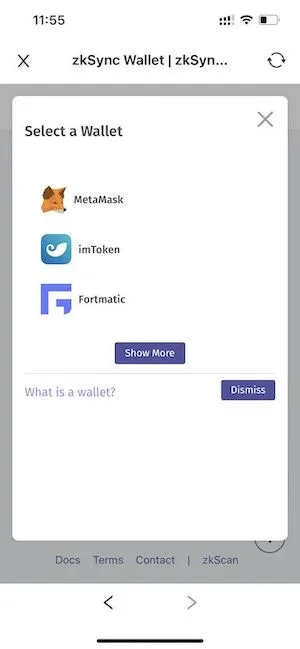 11:55
zkSync Wallet | zkSyn...
Select a Wallet
MetaMask
imToken
Fortmatic
Show More
What is a wallet?
Dismiss
Docs Terms Contact | zkScan